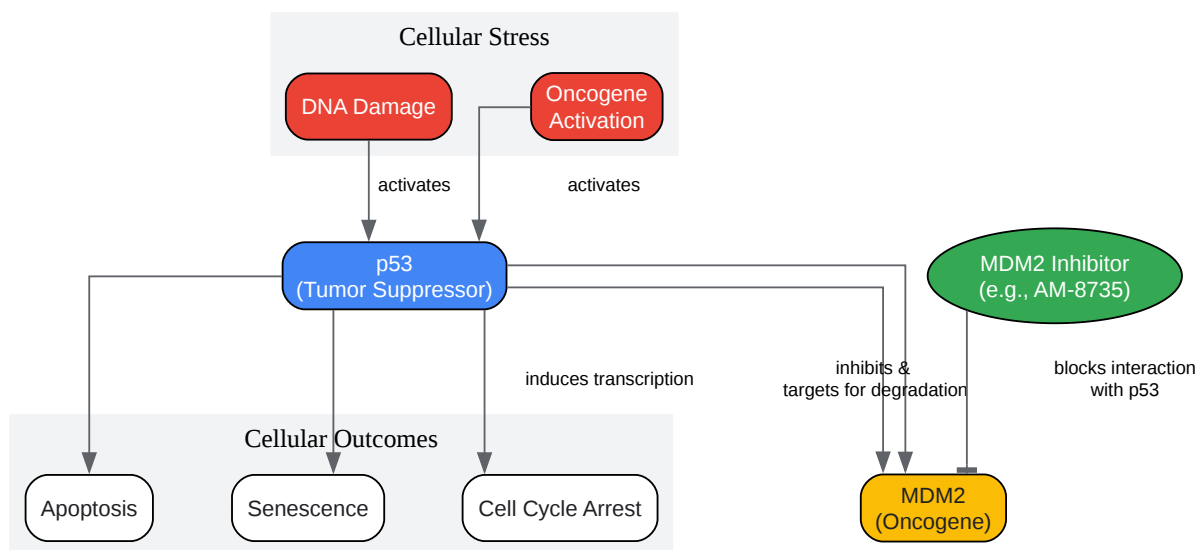 Cellular Stress
DNA Damage
Oncogene
Activation
activates
activates
p53
(Tumor Suppressor)
MDM2 Inhibitor
(e.g., AM-8735)
induces transcription
inhibits &
targets for degradation
blocks interaction
with p53
Cellular Outcomes
Apoptosis
Senescence
Cell Cycle Arrest
MDM2
(Oncogene)